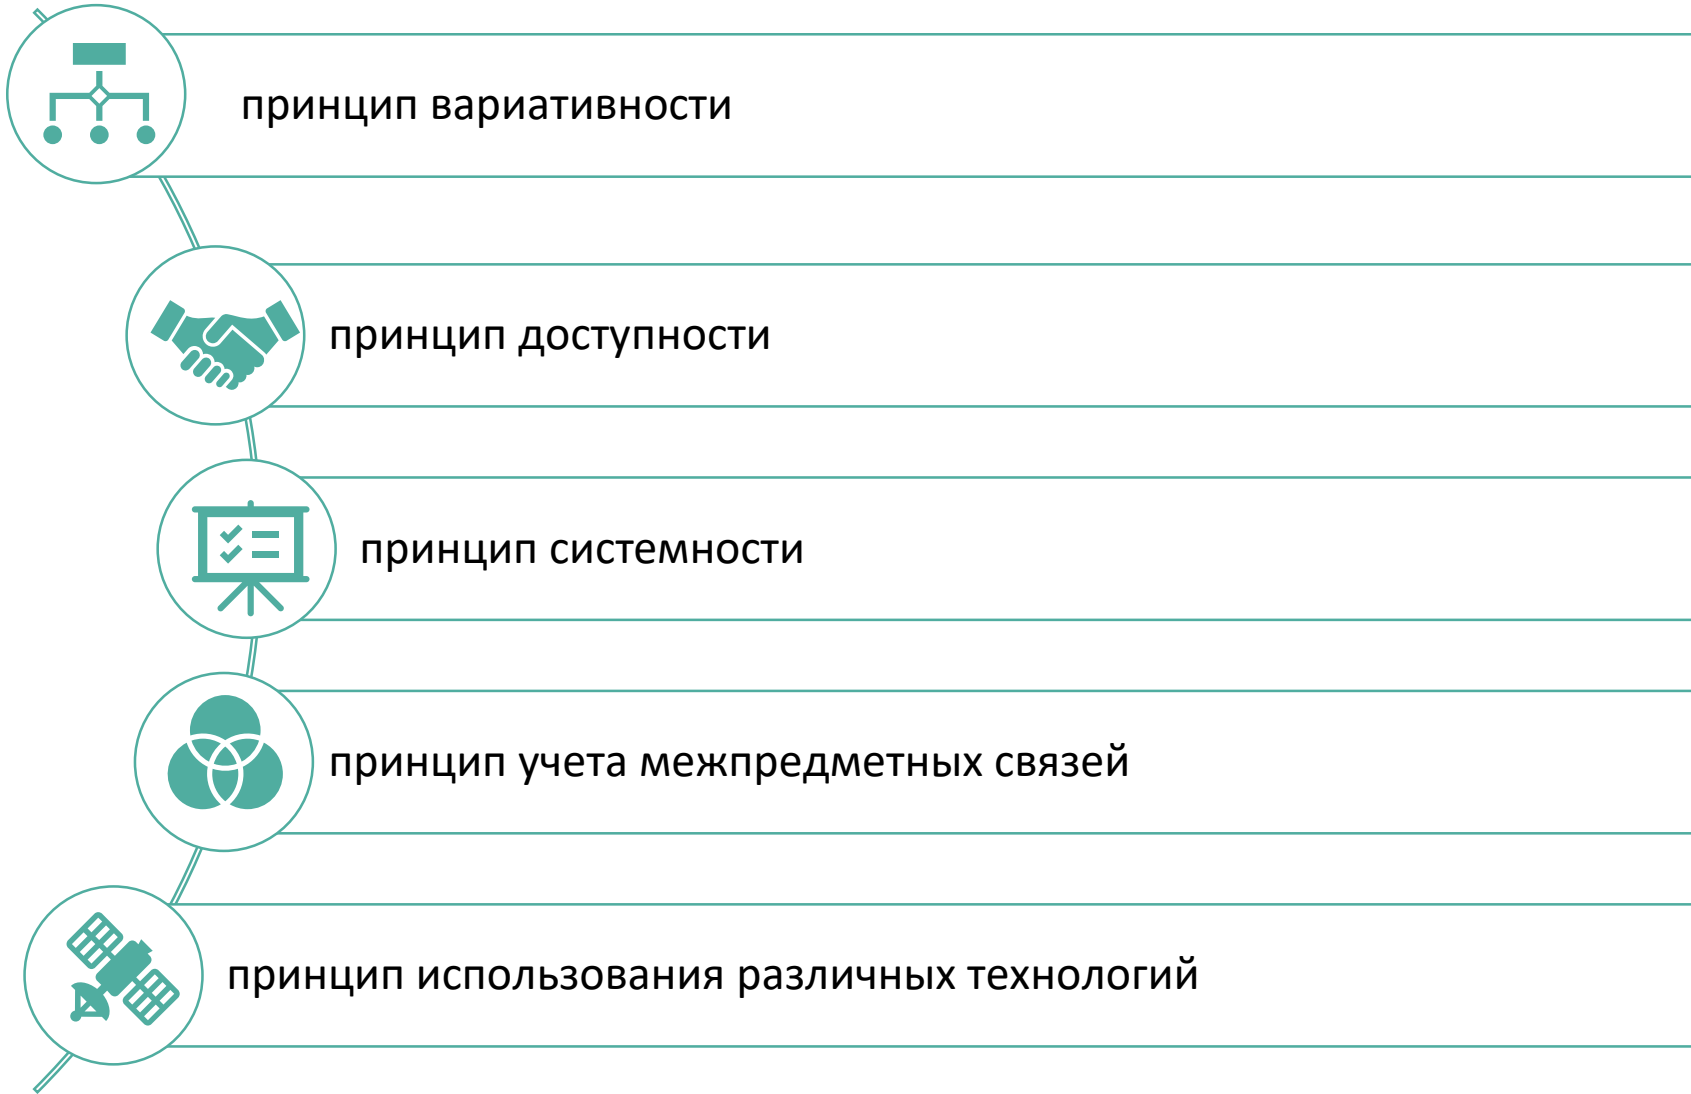 принцип вариативности
принцип доступности
принцип системности
принцип учета межпредметных связей
принцип использования различных технологий